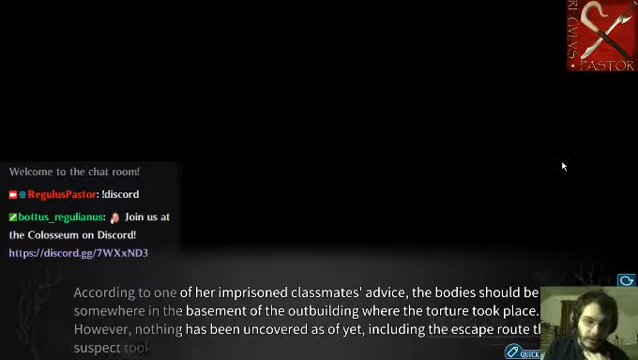 RI GVLVS
• PASTOR
Welcome to the chat room!
RegulusPastor: !discord
bottus_regulianus: Join us at
the Colosseum on Discord!
https://discord.gg/7WXxND3
According to one of her imprisoned classmates' advice, the bodies should be
somewhere in the basement of the outbuilding where the torture took place.
However, nothing has been uncovered as of yet, including the escape route
suspect took
QUICK